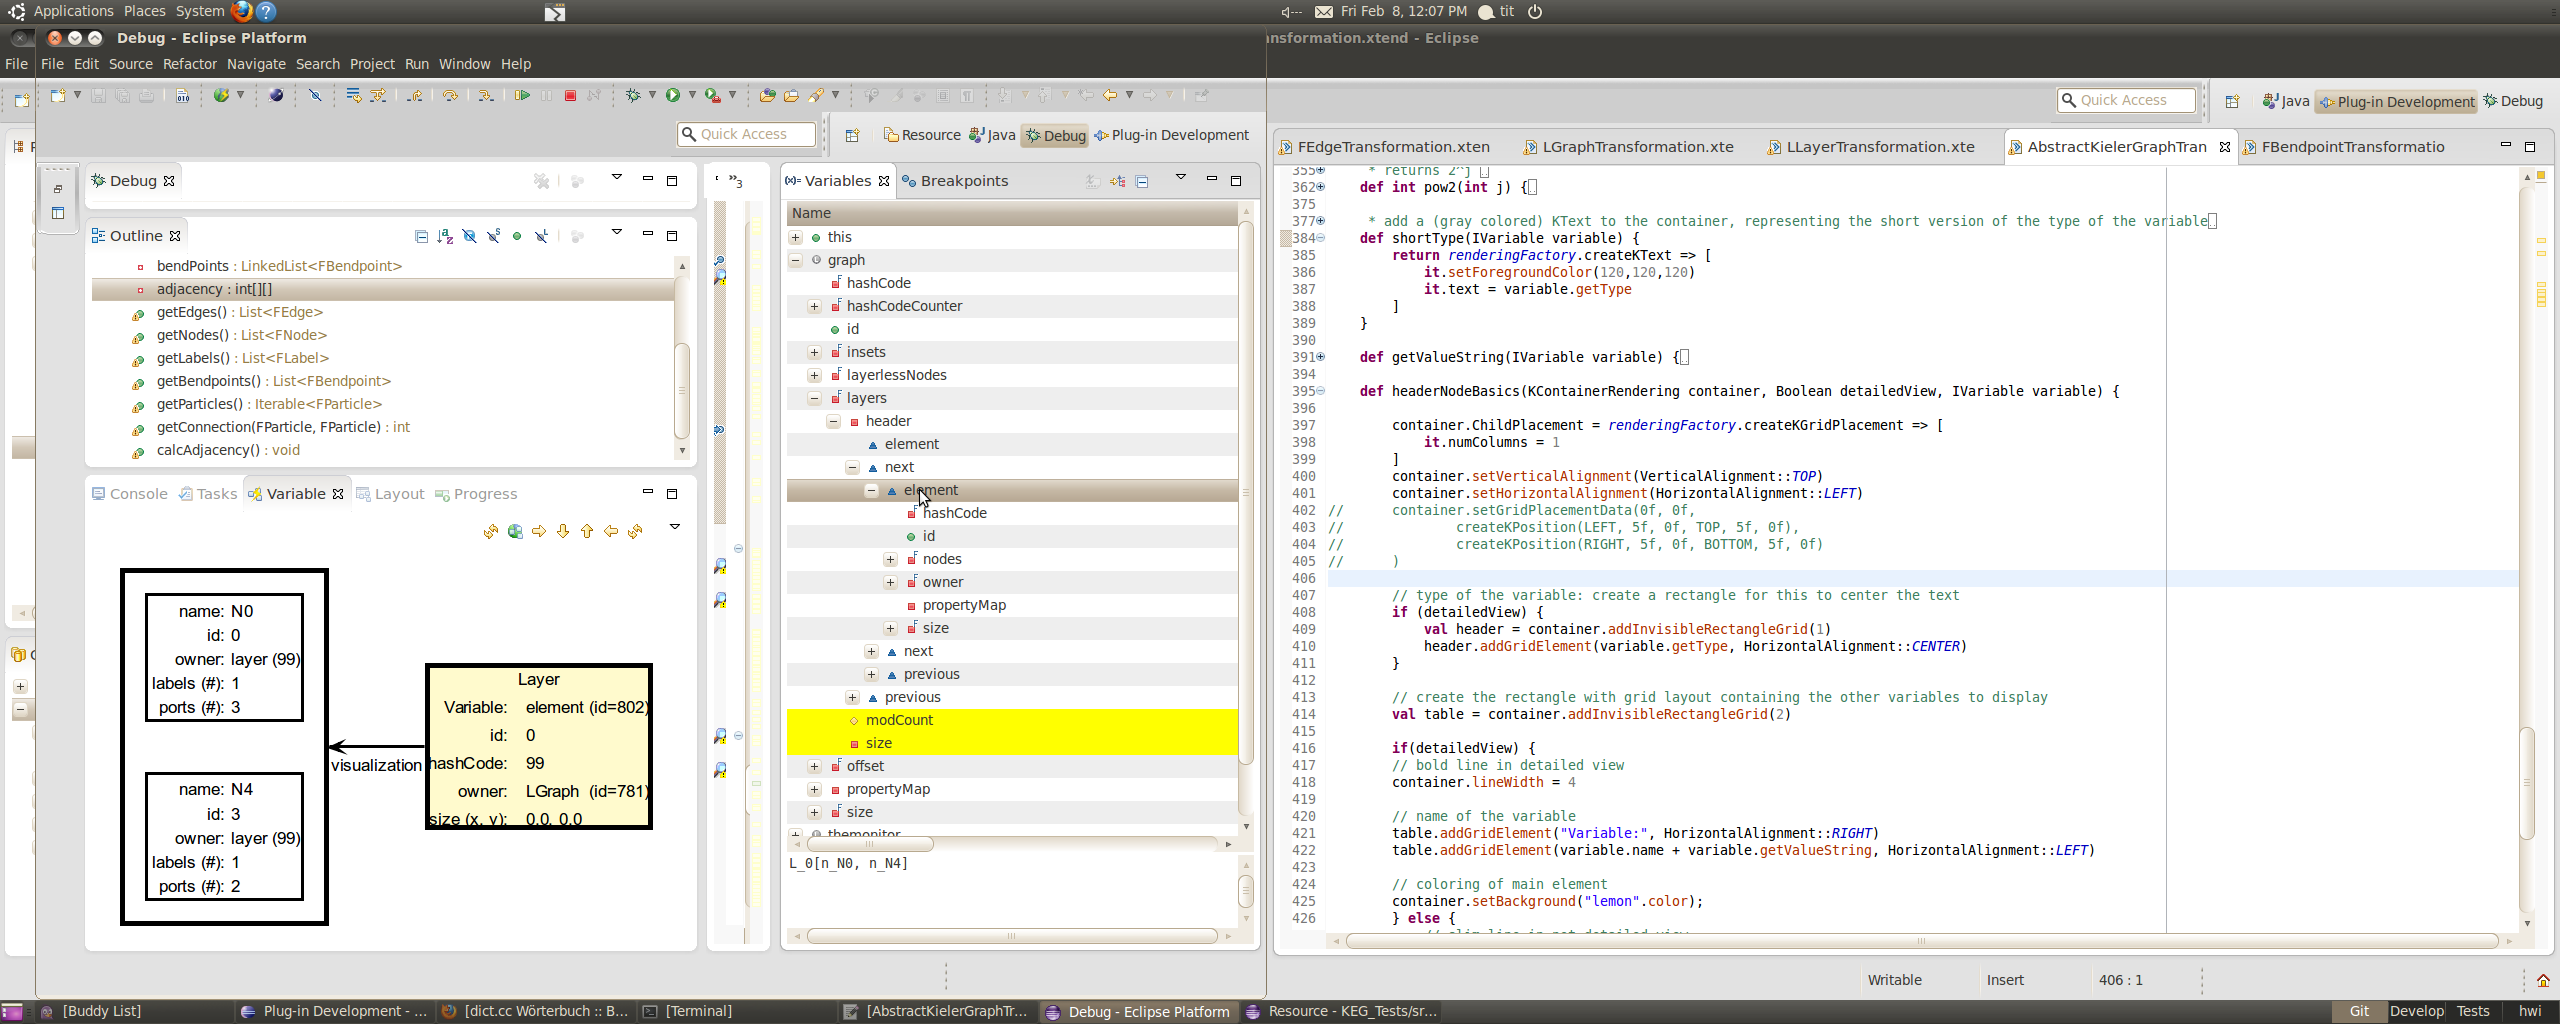 Applications Places System
Fri Feb 8, 12:07 PM tit
Debug - Eclipse Platform
nsformation.xtend - Eclipse
File File Edit Source Refactor Navigate Search Project Run Window Help
Quick Access
Resource Java Debug Plug-in Development
Quick Access
Java Plug-in Development Debug
Debug
Outline
bendPoints : LinkedList<FBendpoint>
adjacency : int[][]
getEdges() : List<FEdge>
getNodes() : List<FNode>
getLabels() : List<FLabel>
getBendpoints() : List<FBendpoint>
getParticles() : Iterable<FParticle>
getConnection(FParticle, FParticle) : int
calcAdjacency() : void
Console Tasks Variable Layout Progress
name: N0
id: 0
owner: layer (99)
labels (#): 1
ports (#): 3
name: N4
id: 3
owner: layer (99)
labels (#): 1
ports (#): 2
visualization
Layer
Variable: element (id=802)
id: 0
hashCode: 99
owner: LGraph (id=781)
size (x, y): 0.0, 0.0
»3
Variables Breakpoints
Name
this
graph
hashCode
hashCodeCounter
id
insets
layerlessNodes
layers
header
element
next
element
hashCode
id
nodes
owner
propertyMap
size
next
previous
previous
modCount
size
offset
propertyMap
size
themonitor
L_0[n_N0, n_N4]
FEdgeTransformation.xten LGraphTransformation.xte LLayerTransformation.xte AbstractKielerGraphTran FBendpointTransformatio
355 * returns 2^j
362 def int pow2(int j) {
375
377 * add a (gray colored) KText to the container, representing the short version of the type of the variable
384 def shortType(IVariable variable) {
385 return renderingFactory.createKText => [
386 it.setForegroundColor(120,120,120)
387 it.text = variable.getType
388 ]
389 }
390
391 def getValueString(IVariable variable) {
394
395 def headerNodeBasics(KContainerRendering container, Boolean detailedView, IVariable variable) {
396
397 container.ChildPlacement = renderingFactory.createKGridPlacement => [
398 it.numColumns = 1
399 ]
400 container.setVerticalAlignment(VerticalAlignment::TOP)
401 container.setHorizontalAlignment(HorizontalAlignment::LEFT)
402 // container.setGridPlacementData(0f, 0f,
403 // createKPosition(LEFT, 5f, 0f, TOP, 5f, 0f),
404 // createKPosition(RIGHT, 5f, 0f, BOTTOM, 5f, 0f)
405 // )
406
407 // type of the variable: create a rectangle for this to center the text
408 if (detailedView) {
409 val header = container.addInvisibleRectangleGrid(1)
410 header.addGridElement(variable.getType, HorizontalAlignment::CENTER)
411 }
412
413 // create the rectangle with grid layout containing the other variables to display
414 val table = container.addInvisibleRectangleGrid(2)
415
416 if(detailedView) {
417 // bold line in detailed view
418 container.lineWidth = 4
419
420 // name of the variable
421 table.addGridElement("Variable:", HorizontalAlignment::RIGHT)
422 table.addGridElement(variable.name + variable.getValueString, HorizontalAlignment::LEFT)
423
424 // coloring of main element
425 container.setBackground("lemon".color);
426 } else {
Writable Insert 406 : 1
[Buddy List] Plug-in Development - ... [dict.cc Wörterbuch :: B... [Terminal] [AbstractKielerGraphTr... Debug - Eclipse Platform Resource - KEG_Tests/sr... Git Develop Tests hwi